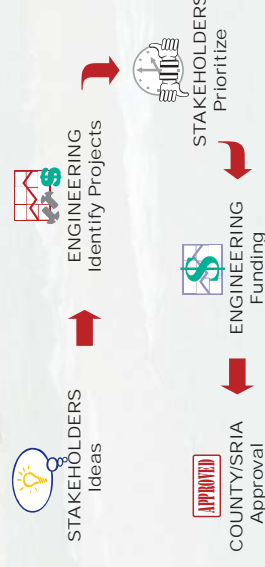 STAKEHOLDERS
Ideas
ENGINEERING
Identify Projects
STAKEHOLDERS
Prioritize
ENGINEERING
Funding
$
APPROVED
COUNTY/SRIA
Approval